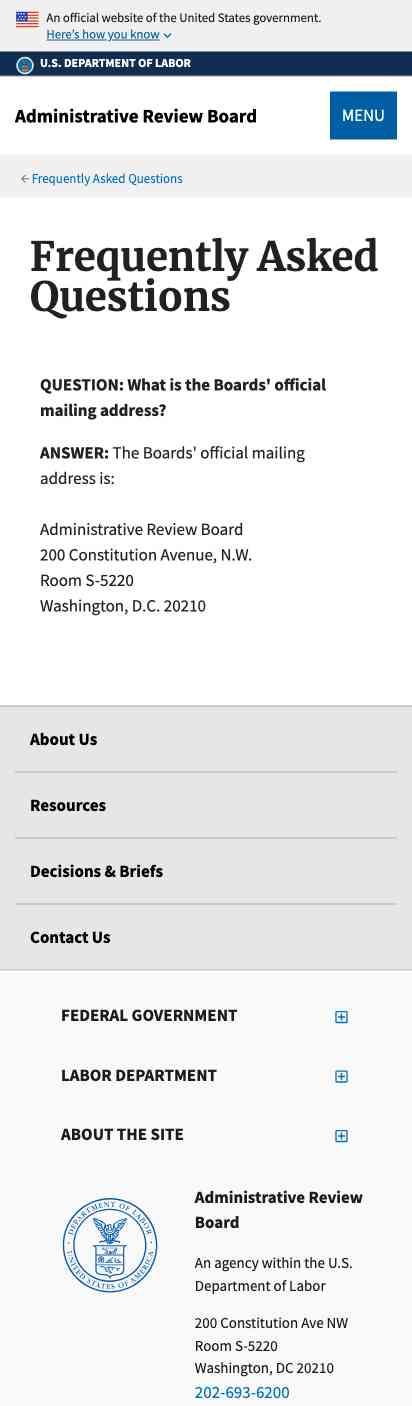 An official website of the United States government.
Here's how you know
U.S. DEPARTMENT OF LABOR
Administrative Review Board
MENU
Frequently Asked Questions
Frequently Asked
Questions
QUESTION: What is the Boards' official
mailing address?
ANSWER: The Boards' official mailing
address is:
Administrative Review Board
200 Constitution Avenue, N.W.
Room S-5220
Washington, D.C. 20210
About Us
Resources
Decisions & Briefs
Contact Us
FEDERAL GOVERNMENT
LABOR DEPARTMENT
ABOUT THE SITE
DEPARTMENT OF LABOR
UNITED STATES OF AMERICA
Administrative Review
Board
An agency within the U.S.
Department of Labor
200 Constitution Ave NW
Room S-5220
Washington, DC 20210
202-693-6200